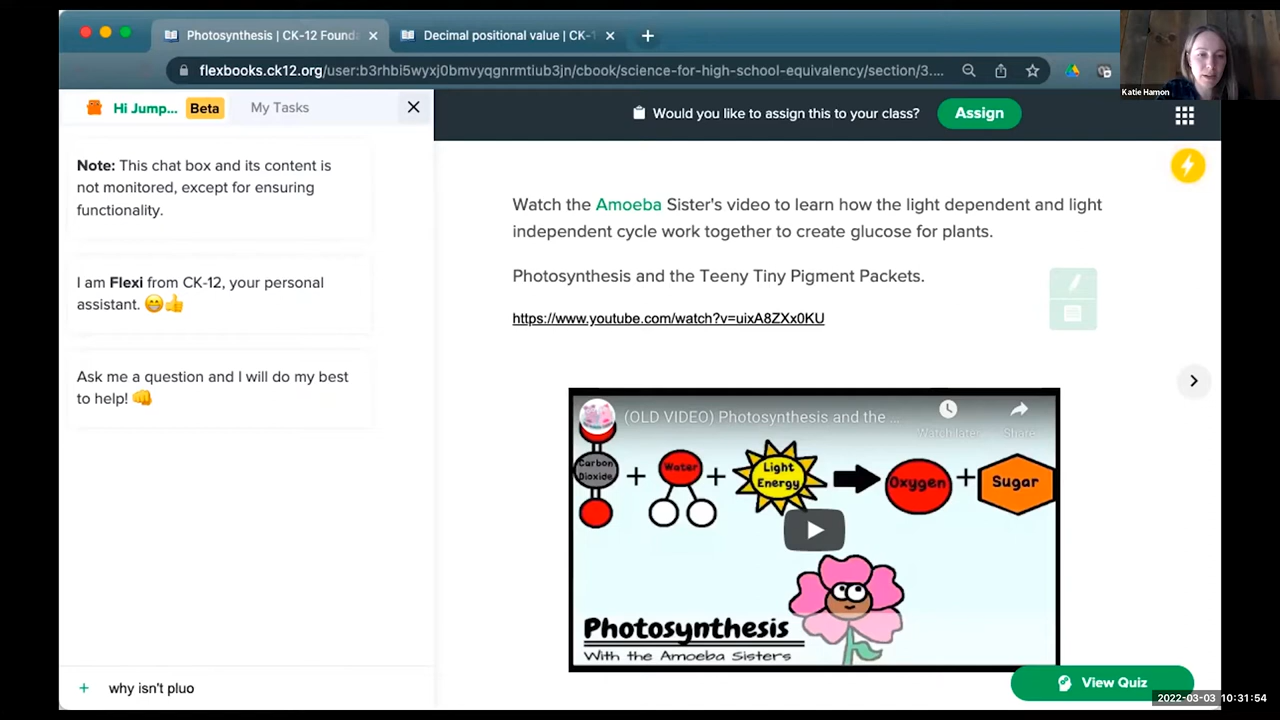 Photosynthesis | CK-12 Founda
Decimal positional value | CK-1
flexbooks.ck12.org/user:b3rhbi5wyxj0bmvyqgnrmtiub3jn/cbook/science-for-high-school-equivalency/section/3....
Katie Hamon
Hi Jump...
Beta
My Tasks
Would you like to assign this to your class?
Assign
Note: This chat box and its content is
not monitored, except for ensuring
functionality.
I am Flexi from CK-12, your personal
assistant. 😁👍
Ask me a question and I will do my best
to help! 👊
why isn't pluo
Watch the Amoeba Sister's video to learn how the light dependent and light
independent cycle work together to create glucose for plants.
Photosynthesis and the Teeny Tiny Pigment Packets.
https://www.youtube.com/watch?v=uixA8ZXx0KU
(OLD VIDEO) Photosynthesis and the ...
Watch later
Share
Carbon
Dioxide
+
Water
+
Light
Energy
Oxygen
+
Sugar
Photosynthesis
With the Amoeba Sisters
View Quiz
2022-03-03 10:31:54